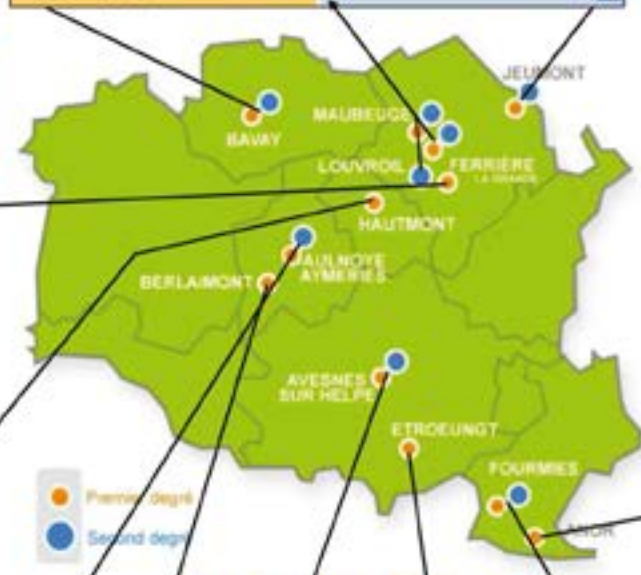 JEUMONT
MAUBEUGE
BAVAY
LOUVROIL
FERRIÈRE
LA GRANDE
HAUTMONT
AULNOYE
AYMERIES
BERLAIMONT
AVESNES
SUR HELPE
ETROEUNGT
FOURMIES
ANOR
Premier degré
Second degré